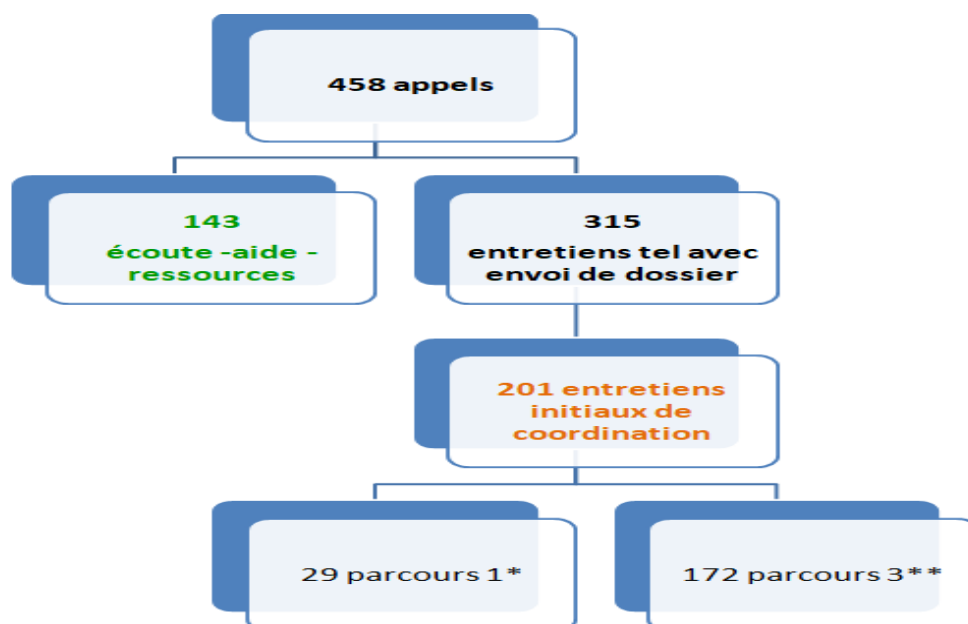 458 appels
143
écoute -aide -
ressources
315
entretiens tel avec
envoi de dossier
201 entretiens
initiaux de
coordination
29 parcours 1*
172 parcours 3**